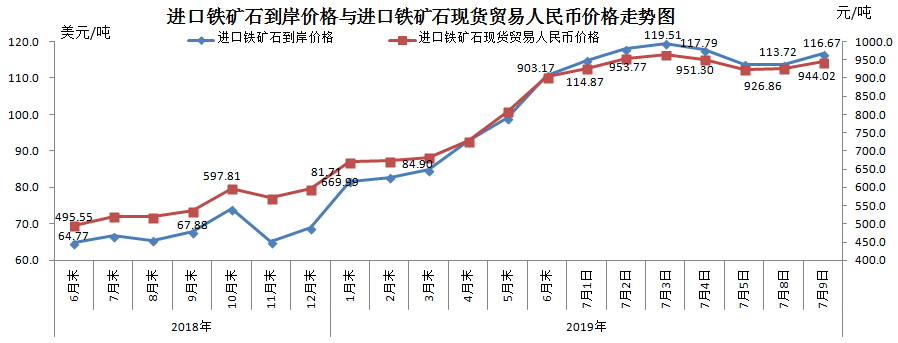 进口铁矿石到岸价格与进口铁矿石现货贸易人民币价格走势图
美元/吨
元/吨
进口铁矿石到岸价格
进口铁矿石现货贸易人民币价格
120.0
110.0
100.0
90.0
80.0
70.0
60.0
1000.0
950.0
900.0
850.0
800.0
750.0
700.0
650.0
600.0
550.0
500.0
450.0
400.0
495.55
64.77
67.88
597.81
81.71
669.99
84.90
903.17
114.87
953.77
119.51
117.79
951.30
926.86
113.72
116.67
944.02
6月末
7月末
8月末
9月末
10月末
11月末
12月末
1月末
2月末
3月末
4月末
5月末
6月末
7月1日
7月2日
7月3日
7月4日
7月5日
7月8日
7月9日
2018年
2019年